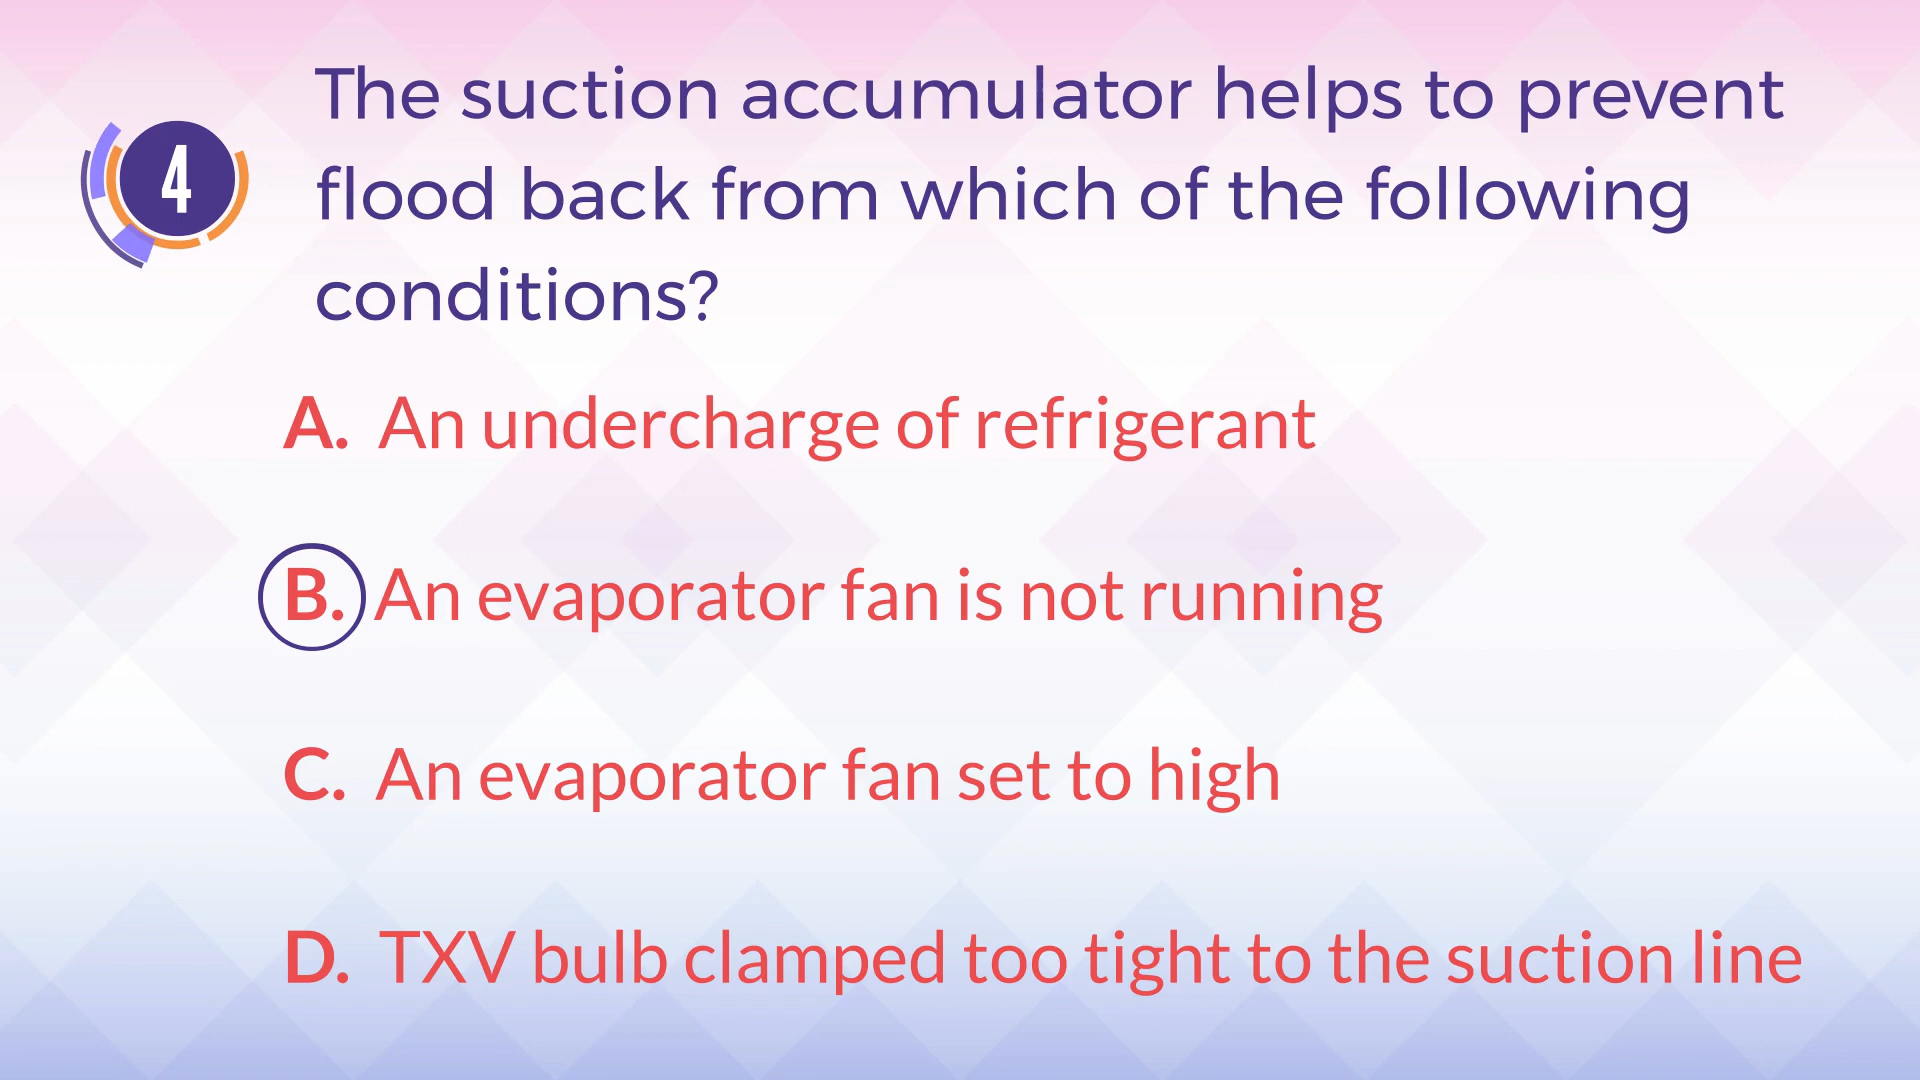 4
The suction accumulator helps to prevent
flood back from which of the following
conditions?
A. An undercharge of refrigerant
B. An evaporator fan is not running
C. An evaporator fan set to high
D. TXV bulb clamped too tight to the suction line